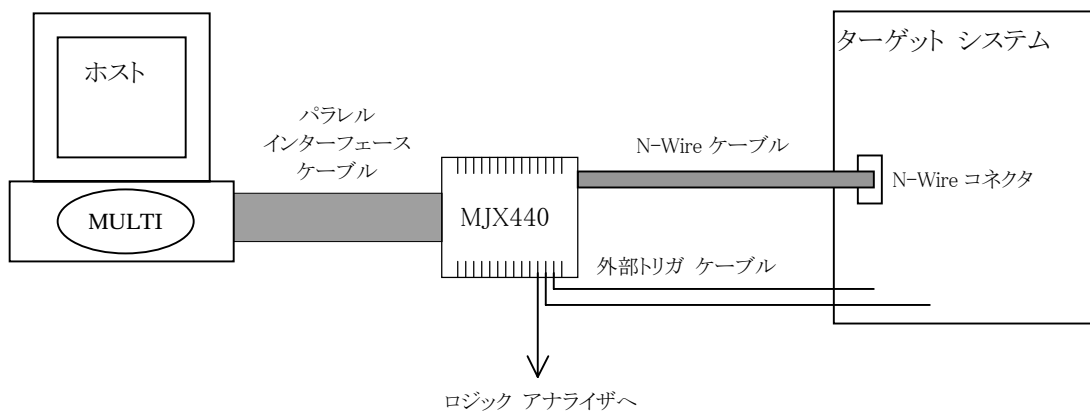 ターゲット システム
ホスト
パラレル
インターフェース
ケーブル
N-Wire ケーブル
N-Wire コネクタ
MULTI
MJX440
外部トリガ ケーブル
ロジック アナライザへ